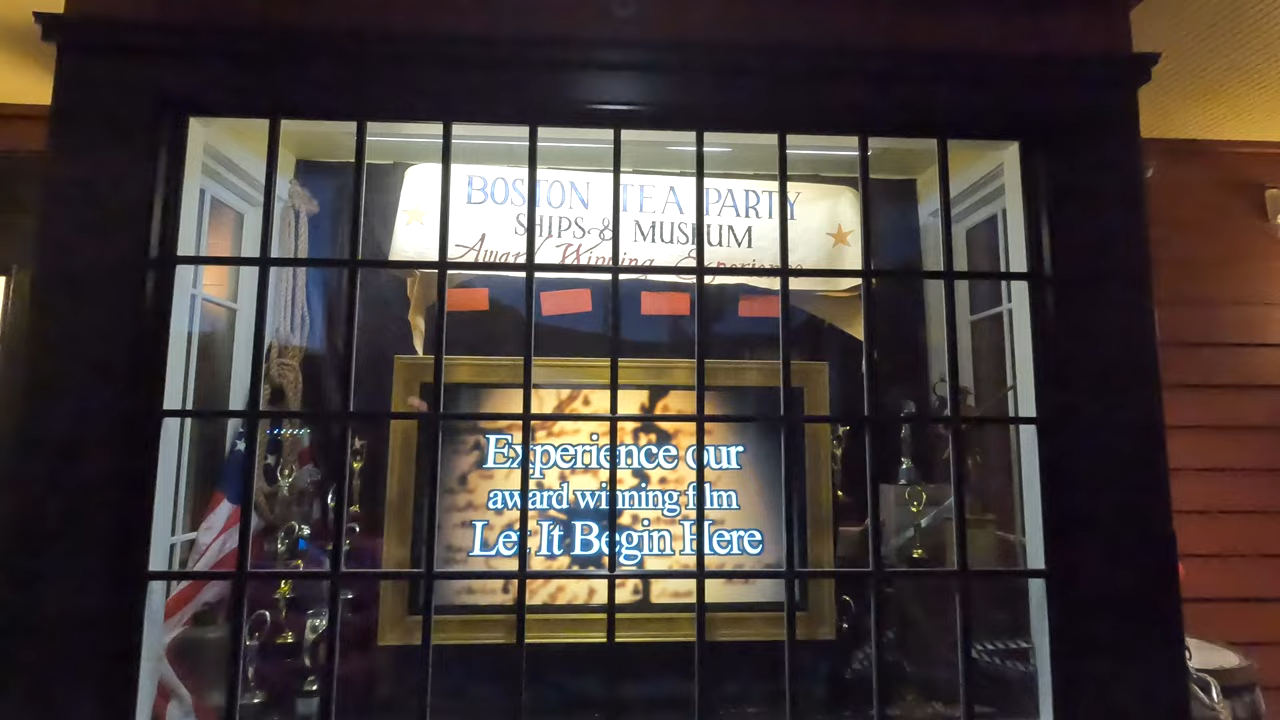 BOSTON TEA PARTY
SHIPS & MUSEUM
Award Winning Experience
Experience our
award winning film
Let It Begin Here